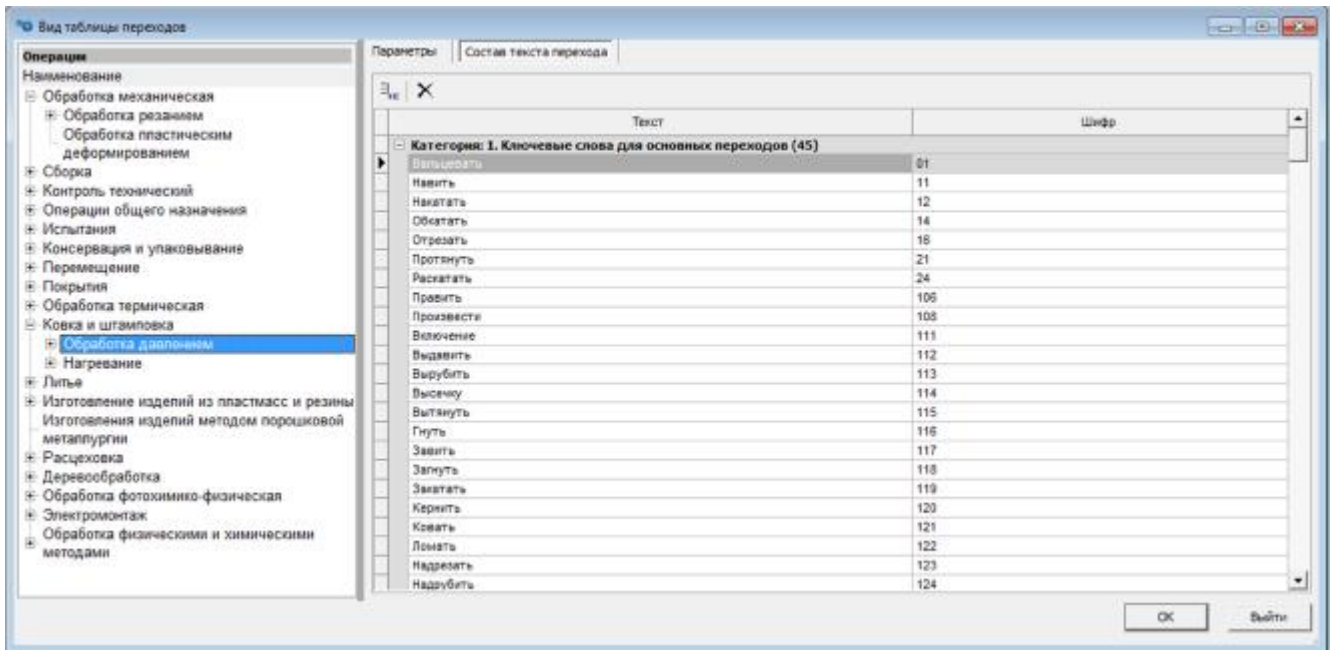 Вид таблицы переходов
Операции
Наименование
Обработка механическая
Обработка резанием
Обработка пластическим
деформированием
Сборка
Контроль технический
Операции общего назначения
Испытания
Консервация и упаковывание
Перемещение
Покрытия
Обработка термическая
Ковка и штамповка
Обработка давлением
Нагревание
Литье
Изготовление изделий из пластмасс и резины
Изготовления изделий методом порошковой
металлургии
Расцеховка
Деревообработка
Обработка фотохимико-физическая
Электромонтаж
Обработка физическими и химическими
методами
Параметры Состав текста перехода
Текст Шифр
Категория: 1. Ключевые слова для основных переходов (45)
Вальцевать 01
Навить 11
Накатать 12
Обкатать 14
Отрезать 16
Протянуть 21
Раскатать 24
Править 106
Произвести 108
Включение 111
Выдавить 112
Вырубить 113
Высечку 114
Вытянуть 115
Гнуть 116
Завить 117
Загнуть 118
Закатать 119
Кернить 120
Ковать 121
Ломать 122
Надрезать 123
Надрубить 124
OK Выйти